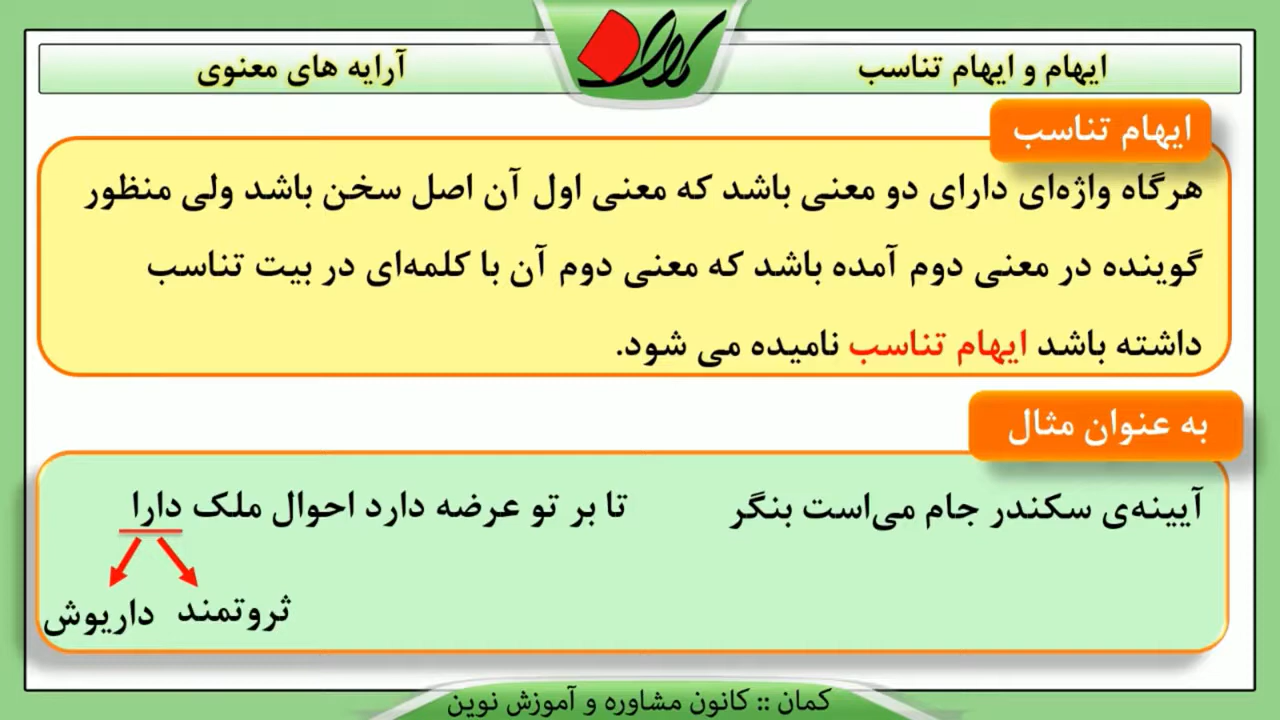 ایهام و ایهام تناسب
کمان
آرایه های معنوی
ایهام تناسب
هرگاه واژه‌ای دارای دو معنی باشد که معنی اول آن اصل سخن باشد ولی منظور
گوینده در معنی دوم آمده باشد که معنی دوم آن با کلمه‌ای در بیت تناسب
داشته باشد ایهام تناسب نامیده می شود.
به عنوان مثال
آیینه‌ی سکندر جام می‌است بنگر تا بر تو عرضه دارد احوال ملک دارا
ثروتمند داریوش
کمان :: کانون مشاوره و آموزش نوین